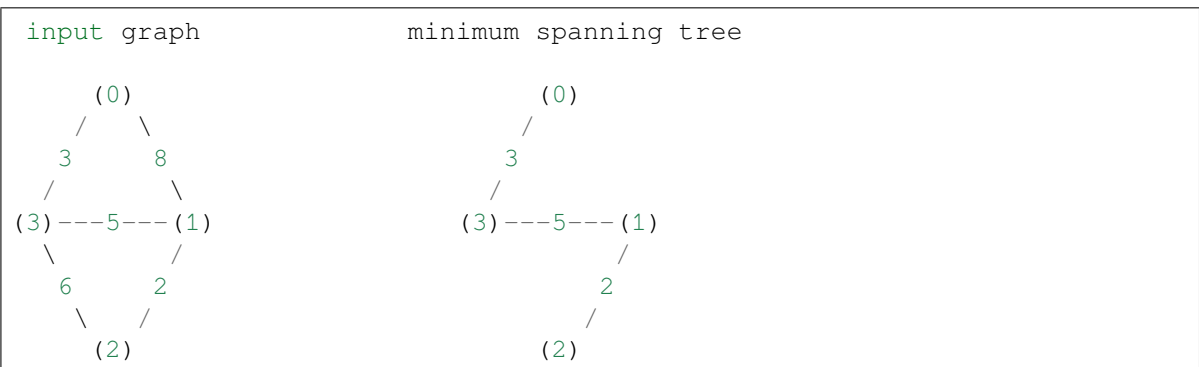 input graph                minimum spanning tree
      (0)                        (0)
     /   \                      /
    3     8                    3
   /       \                  /
(3)---5---(1)              (3)---5---(1)
   \       /                         /
    6     2                         2
     \   /                         /
      (2)                        (2)